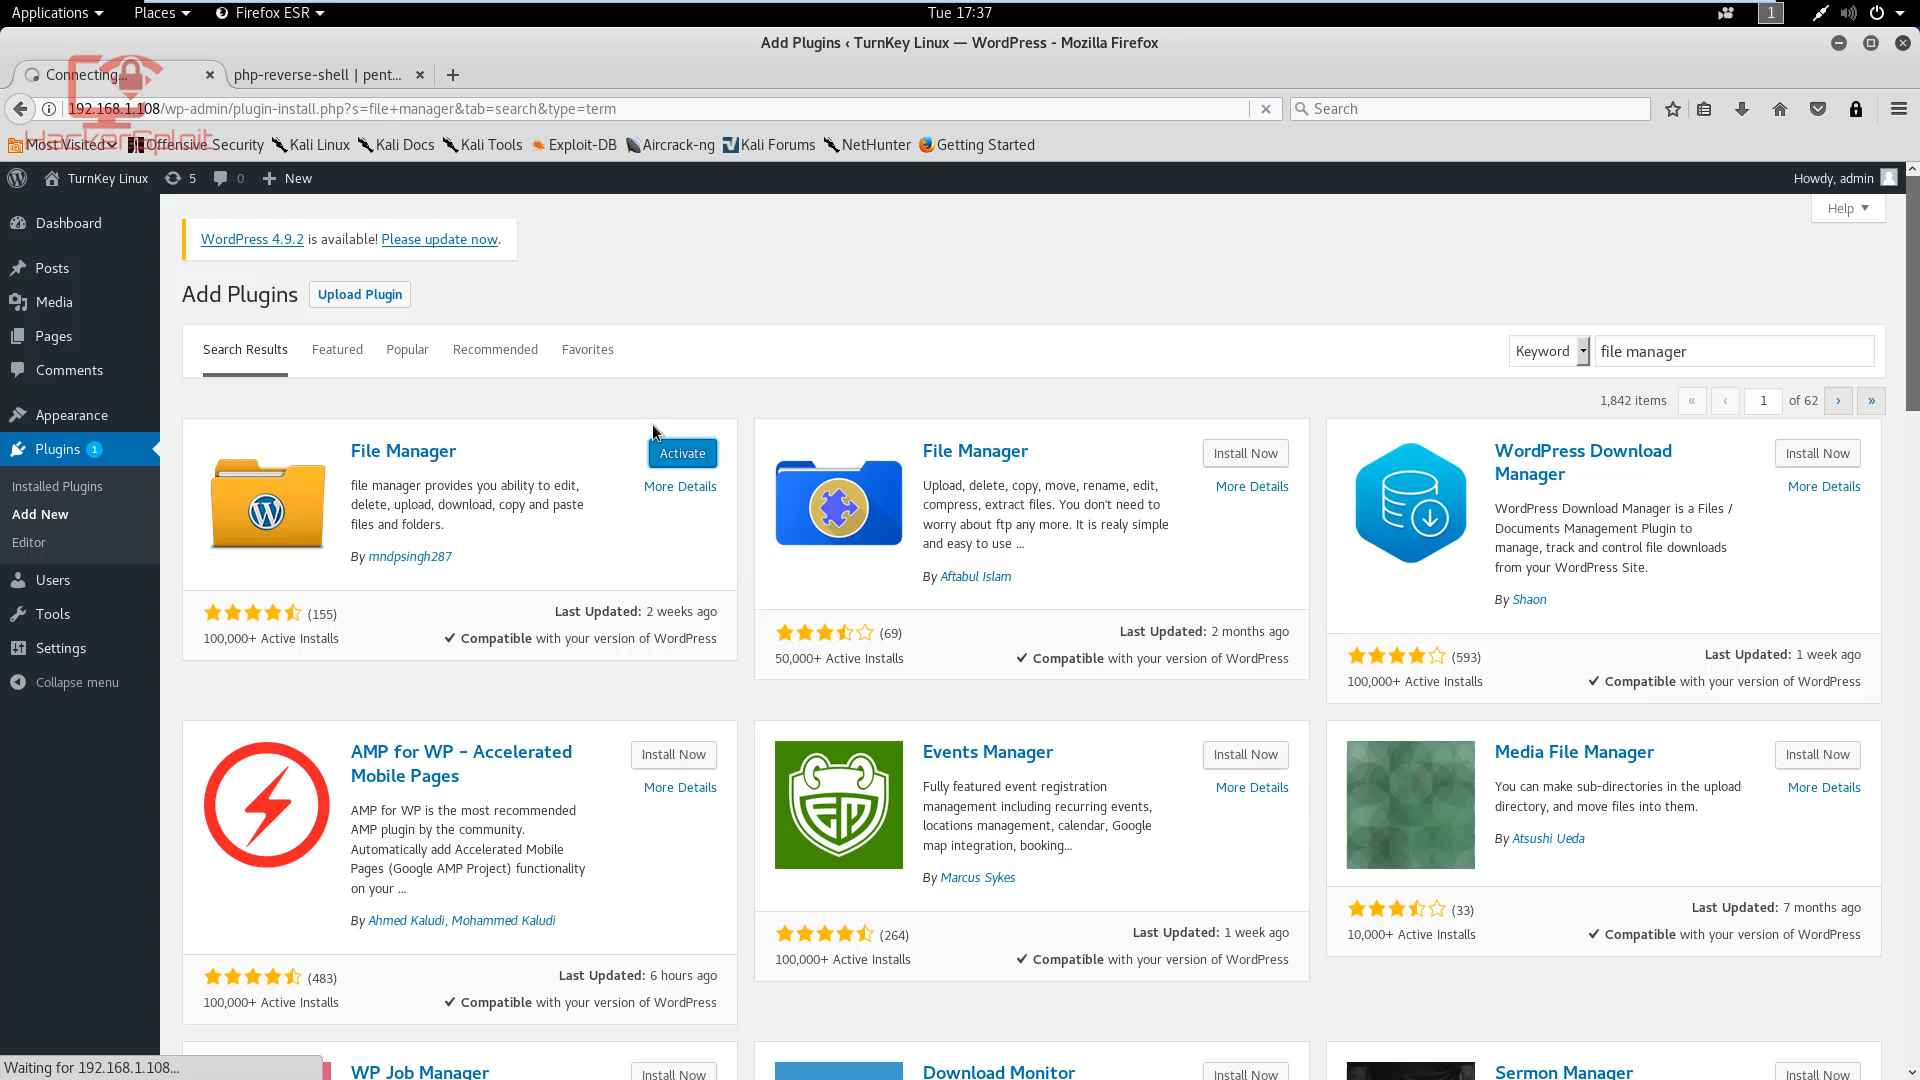 Applications Places Firefox ESR Tue 17:37 1
Add Plugins ‹ TurnKey Linux — WordPress - Mozilla Firefox
Connecting... × php-reverse-shell | pent... × +
192.168.1.108/wp-admin/plugin-install.php?s=file+manager&tab=search&type=term Search
HackerSploit
Most Visited Offensive Security Kali Linux Kali Docs Kali Tools Exploit-DB Aircrack-ng Kali Forums NetHunter Getting Started
TurnKey Linux 5 0 + New Howdy, admin
Help
Dashboard
Posts
Media
Pages
Comments
Appearance
Plugins 1
Installed Plugins
Add New
Editor
Users
Tools
Settings
Collapse menu
WordPress 4.9.2 is available! Please update now.
Add Plugins Upload Plugin
Search Results Featured Popular Recommended Favorites Keyword file manager
1,842 items « ‹ 1 of 62 › »
File Manager
Activate
More Details
file manager provides you ability to edit,
delete, upload, download, copy and paste
files and folders.
By mndpsingh287
(155)
Last Updated: 2 weeks ago
100,000+ Active Installs
✔ Compatible with your version of WordPress
File Manager
Install Now
More Details
Upload, delete, copy, move, rename, edit,
compress, extract files. You don't need to
worry about ftp any more. It is realy simple
and easy to use ...
By Aftabul Islam
(69)
Last Updated: 2 months ago
50,000+ Active Installs
✔ Compatible with your version of WordPress
WordPress Download
Manager
Install Now
More Details
WordPress Download Manager is a Files /
Documents Management Plugin to
manage, track and control file downloads
from your WordPress Site.
By Shaon
(593)
Last Updated: 1 week ago
100,000+ Active Installs
✔ Compatible with your version of WordPress
AMP for WP – Accelerated
Mobile Pages
Install Now
More Details
AMP for WP is the most recommended
AMP plugin by the community.
Automatically add Accelerated Mobile
Pages (Google AMP Project) functionality
on your ...
By Ahmed Kaludi, Mohammed Kaludi
(483)
Last Updated: 6 hours ago
100,000+ Active Installs
✔ Compatible with your version of WordPress
EM
Events Manager
Install Now
More Details
Fully featured event registration
management including recurring events,
locations management, calendar, Google
map integration, booking...
By Marcus Sykes
(264)
Last Updated: 1 week ago
100,000+ Active Installs
✔ Compatible with your version of WordPress
Media File Manager
Install Now
More Details
You can make sub-directories in the upload
directory, and move files into them.
By Atsushi Ueda
(33)
Last Updated: 7 months ago
10,000+ Active Installs
✔ Compatible with your version of WordPress
WP Job Manager Install Now
Download Monitor Install Now
Sermon Manager Install Now
Waiting for 192.168.1.108...